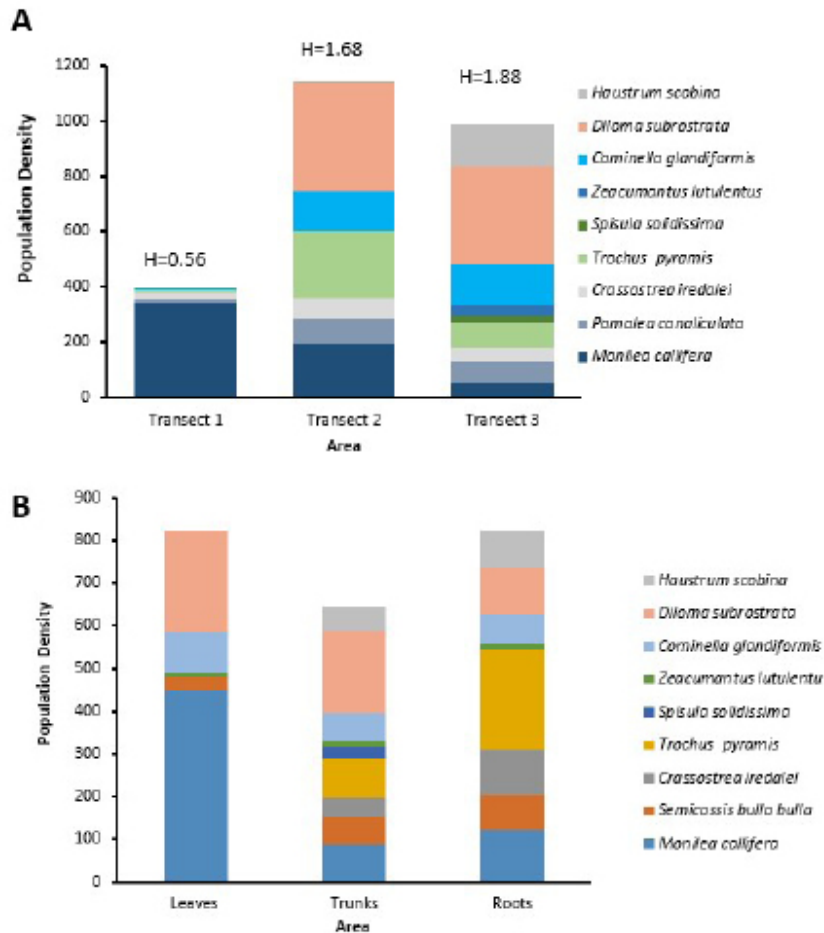 A
H=1.68
H=1.88
H=0.56
1200
1000
800
600
400
200
0
Population Density
Transect 1
Transect 2
Transect 3
Area
Haustrum scobina
Diloma subrostrata
Cominella glandiformis
Zeacumantus lutulentus
Spisula solidissima
Trochus pyramis
Crassostrea iredalei
Pomalea canaliculata
Monilea callifera
B
900
800
700
600
500
400
300
200
100
0
Population Density
Leaves
Trunks
Roots
Area
Haustrum scobina
Diloma subrostrata
Cominella glandiformis
Zeacumantus lutulentu
Spisula solidissima
Trochus pyramis
Crassostrea iredalei
Semicassis bulla bulla
Monilea callifera